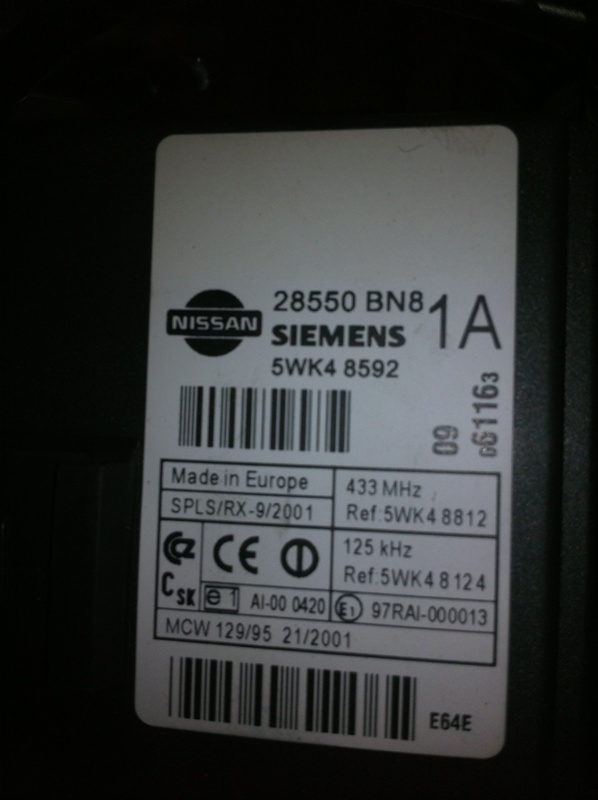 28550 BN8 1A
NISSAN
SIEMENS
5WK4 8592
09
Made in Europe
SPLS/RX-9/2001
433 MHz
Ref:5WK4 8812
CE
125 kHz
Ref:5WK4 8124
C SK
e 1 AI-00 0420
E1 97RAI-000013
MCW 129/95 21/2001
E64E